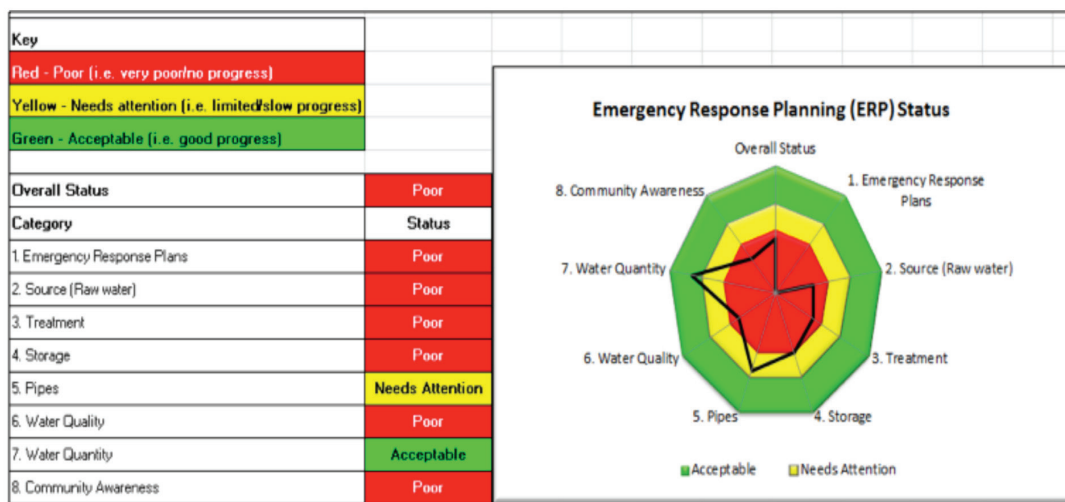 Key
Red - Poor (i.e. very poor/no progress)
Yellow - Needs attention (i.e. limited/slow progress)
Green - Acceptable (i.e. good progress)
Overall Status Poor
Category Status
1. Emergency Response Plans Poor
2. Source (Raw water) Poor
3. Treatment Poor
4. Storage Poor
5. Pipes Needs Attention
6. Water Quality Poor
7. Water Quantity Acceptable
8. Community Awareness Poor
Emergency Response Planning (ERP) Status
Overall Status
1. Emergency Response
Plans
2. Source (Raw water)
3. Treatment
4. Storage
5. Pipes
6. Water Quality
7. Water Quantity
8. Community Awareness
Acceptable Needs Attention